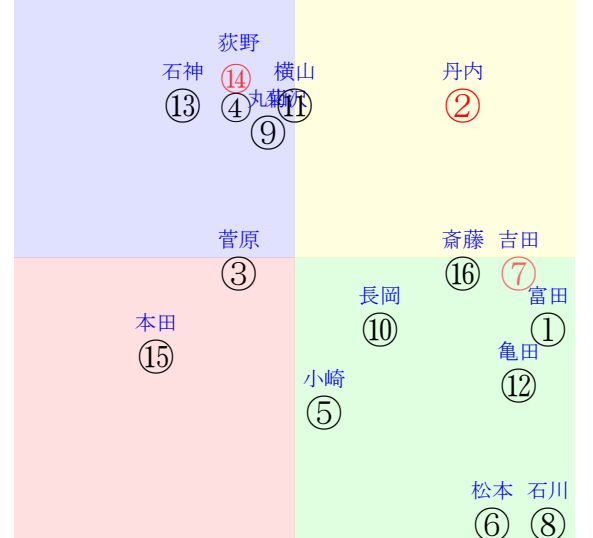 荻野
石神 横山 丹内
⑭
⑬ ④ ⑪ ②
⑨
菅原 斎藤 吉田
③ ⑯ ⑦
長岡 富田
本田 ⑩ ①
⑮ 亀田
小崎 ⑫
⑤
松本 石川
⑥ ⑧